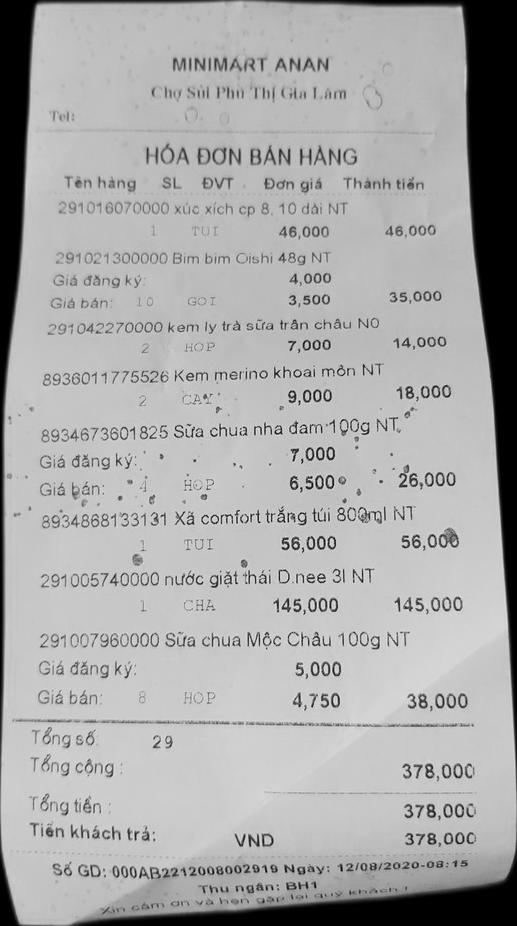 MINIMART ANAN
Chợ Sủi Phú Thị Gia Lâm
Tel:
HÓA ĐƠN BÁN HÀNG
Tên hàng SL ĐVT Đơn giá Thành tiền
291016070000 xúc xích cp 8, 10 dài NT
1 TUI 46,000 46,000
291021300000 Bim bim Oishi 48g NT
Giá đăng ký: 4,000
Giá bán: 10 GOI 3,500 35,000
291042270000 kem ly trà sữa trân châu N0
2 HOP 7,000 14,000
8936011775526 Kem merino khoai môn NT
2 CAY 9,000 18,000
8934673601825 Sữa chua nha đam 100g NT
Giá đăng ký: 7,000
Giá bán: 4 HOP 6,500 26,000
8934868133131 Xã comfort trắng túi 800ml NT
1 TUI 56,000 56,000
291005740000 nước giặt thái D.nee 3l NT
1 CHA 145,000 145,000
291007960000 Sữa chua Mộc Châu 100g NT
Giá đăng ký: 5,000
Giá bán: 8 HOP 4,750 38,000
Tổng số: 29
Tổng cộng : 378,000
Tổng tiền : 378,000
Tiền khách trả: VND 378,000
Số GD: 000AB2212008002919 Ngày: 12/08/2020-08:15
Thu ngân: BH1
Xin cảm ơn và hẹn gặp lại quý khách !